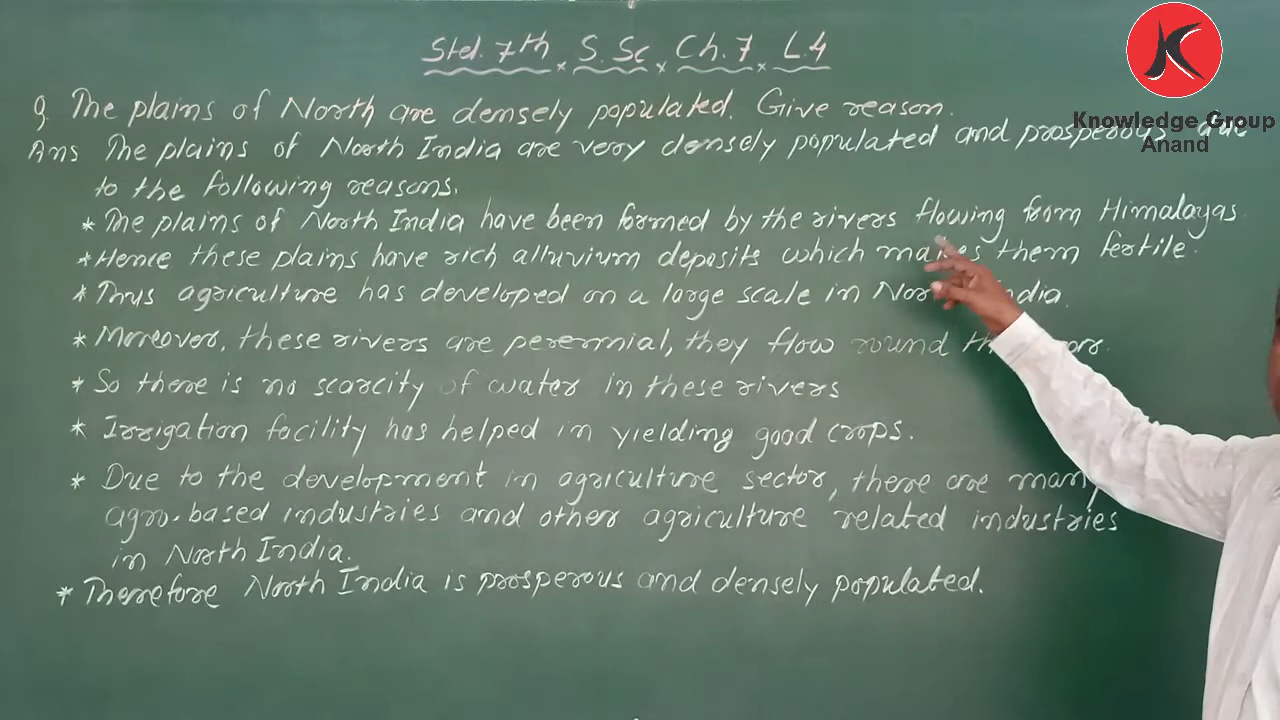 Std. 7th × S. Sc × Ch. 7 × L. 4
Q. The plains of North are densely populated. Give reason.
Ans The plains of North India are very densely populated and prosperous due
to the following reasons.
* The plains of North India have been formed by the rivers flowing from Himalayas.
* Hence these plains have rich alluvium deposits which makes them fertile.
* Thus agriculture has developed on a large scale in North India.
* Moreover, these rivers are perennial, they flow round the
* So there is no scarcity of water in these rivers
* Irrigation facility has helped in yielding good crops.
* Due to the development in agriculture sector, there are many
agro-based industries and other agriculture related industries
in North India.
* Therefore North India is prosperous and densely populated.
K
Knowledge Group
Anand